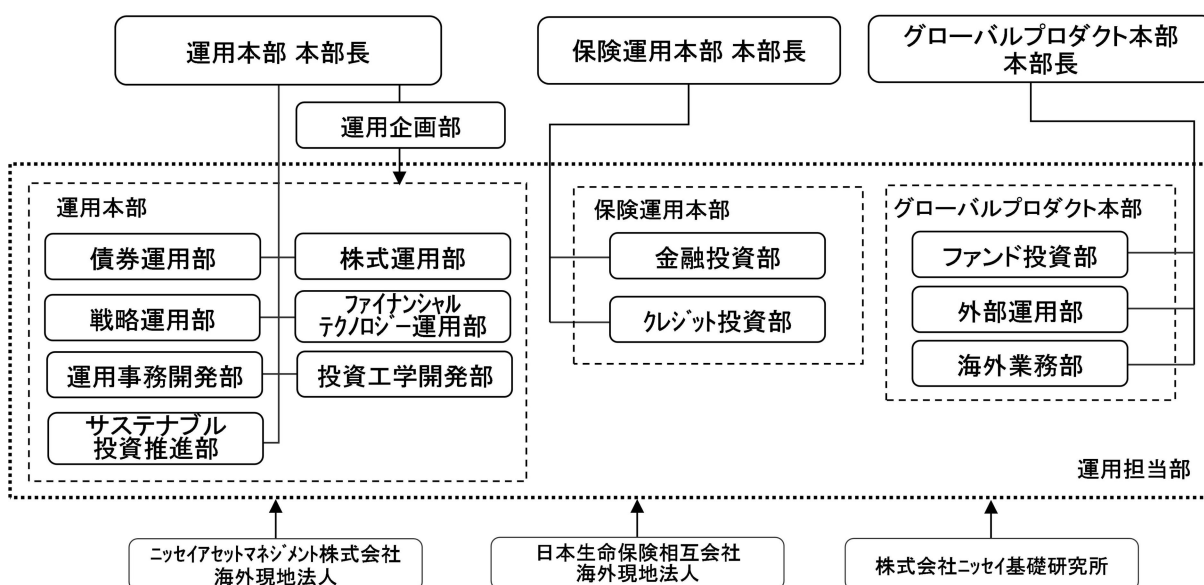 運用本部 本部長
保険運用本部 本部長
グローバルプロダクト本部
本部長
運用企画部
運用本部
債券運用部
株式運用部
戦略運用部
ファイナンシャル
テクノロジー運用部
運用事務開発部
投資工学開発部
サステナブル
投資推進部
保険運用本部
金融投資部
クレジット投資部
グローバルプロダクト本部
ファンド投資部
外部運用部
海外業務部
運用担当部
ニッセイアセットマネジメント株式会社
海外現地法人
日本生命保険相互会社
海外現地法人
株式会社ニッセイ基礎研究所